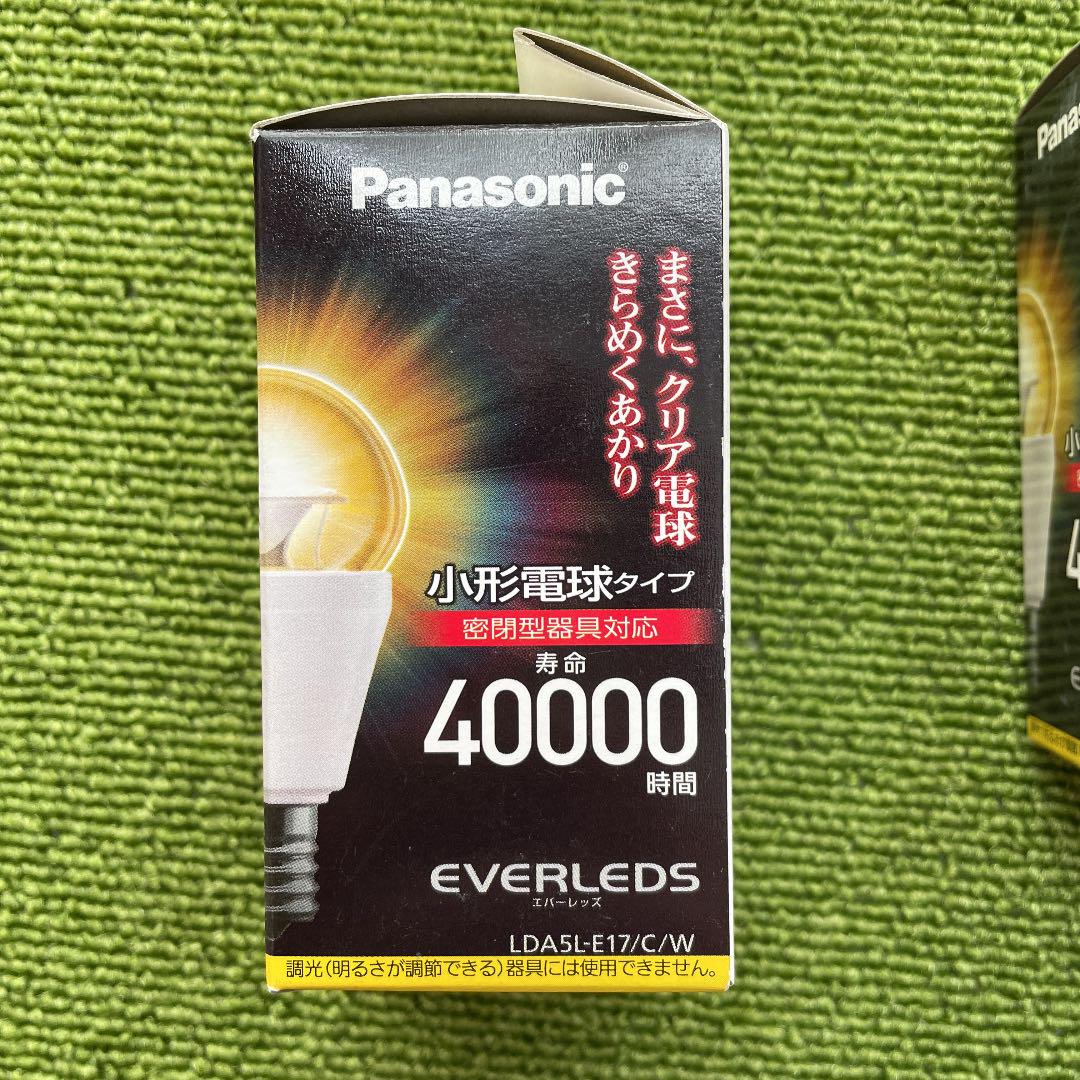 Panasonic®
まさに、クリア電球
きらめくあかり
小形電球タイプ
密閉型器具対応
寿命
40000
時間
EVERLEDS
エバーレッズ
LDA5L-E17/C/W
調光(明るさが調節できる)器具には使用できません。
Panas
小
4